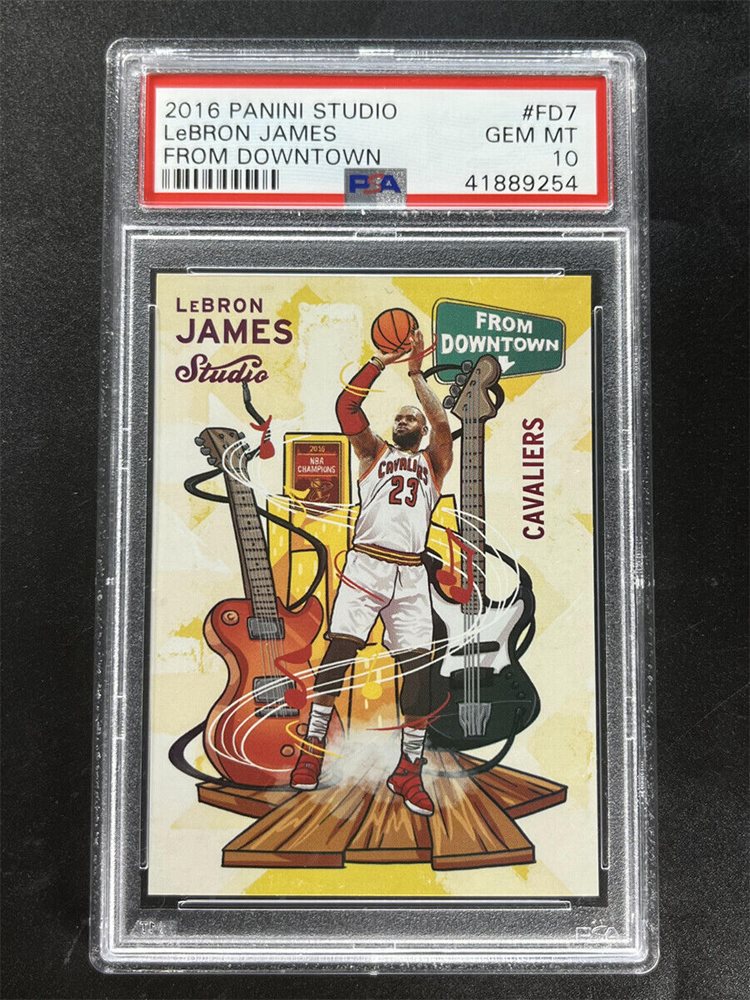 2016 PANINI STUDIO #FD7
LeBRON JAMES GEM MT
FROM DOWNTOWN 10
PSA 41889254
LEBRON
JAMES
Studio
FROM
DOWNTOWN
CAVALIERS
2016
NBA
CHAMPIONS
CAVALIERS
23
PSA